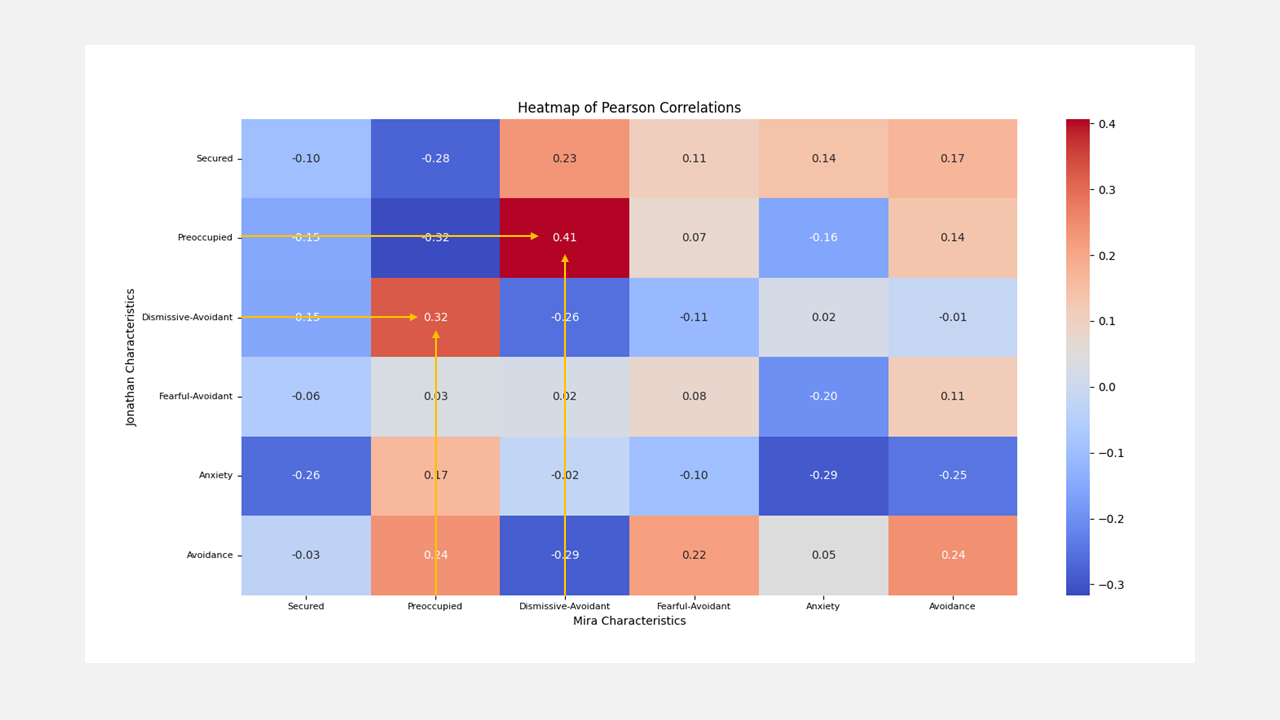 Heatmap of Pearson Correlations
Secured -0.10 -0.28 0.23 0.11 0.14 0.17
Preoccupied -0.15 -0.32 0.41 0.07 -0.16 0.14
Dismissive-Avoidant -0.15 0.32 -0.26 -0.11 0.02 -0.01
Fearful-Avoidant -0.06 0.03 0.02 0.08 -0.20 0.11
Anxiety -0.26 0.17 -0.02 -0.10 -0.29 -0.25
Avoidance -0.03 0.24 -0.29 0.22 0.05 0.24
Jonathan Characteristics
Secured Preoccupied Dismissive-Avoidant Fearful-Avoidant Anxiety Avoidance
Mira Characteristics
0.4
0.3
0.2
0.1
0.0
−0.1
−0.2
−0.3